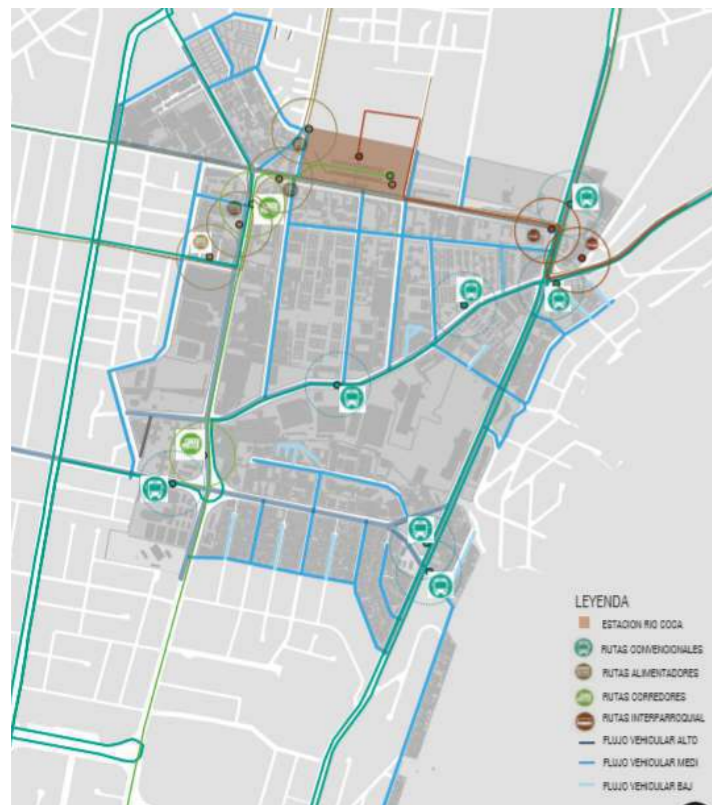 LEYENDA
ESTACION RIO COCA
RUTAS CONVENCIONALES
RUTAS ALIMENTADORES
RUTAS CORREDORES
RUTAS INTERPARROQUIAL
FLUJO VEHICULAR ALTO
FLUJO VEHICULAR MEDI
FLUJO VEHICULAR BAJ